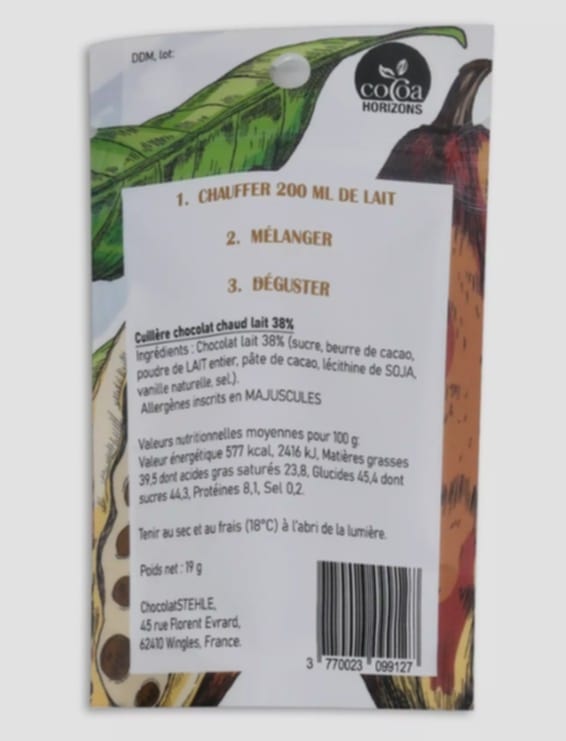 DDM, lot:
cocoa
HORIZONS
1. CHAUFFER 200 ML DE LAIT
2. MÉLANGER
3. DÉGUSTER
Cuillère chocolat chaud lait 38%
Ingrédients : Chocolat lait 38% (sucre, beurre de cacao,
poudre de LAIT entier, pâte de cacao, lécithine de SOJA,
vanille naturelle, sel.).
Allergènes inscrits en MAJUSCULES
Valeurs nutritionnelles moyennes pour 100 g:
Valeur énergétique 577 kcal, 2416 kJ, Matières grasses
39,5 dont acides gras saturés 23,8, Glucides 45,4 dont
sucres 44,3, Protéines 8,1, Sel 0,2.
Tenir au sec et au frais (18°C) à l'abri de la lumière.
Poids net : 19 g
ChocolatSTEHLE,
45 rue Florent Evrard,
62410 Wingles, France.
3 770023 099127